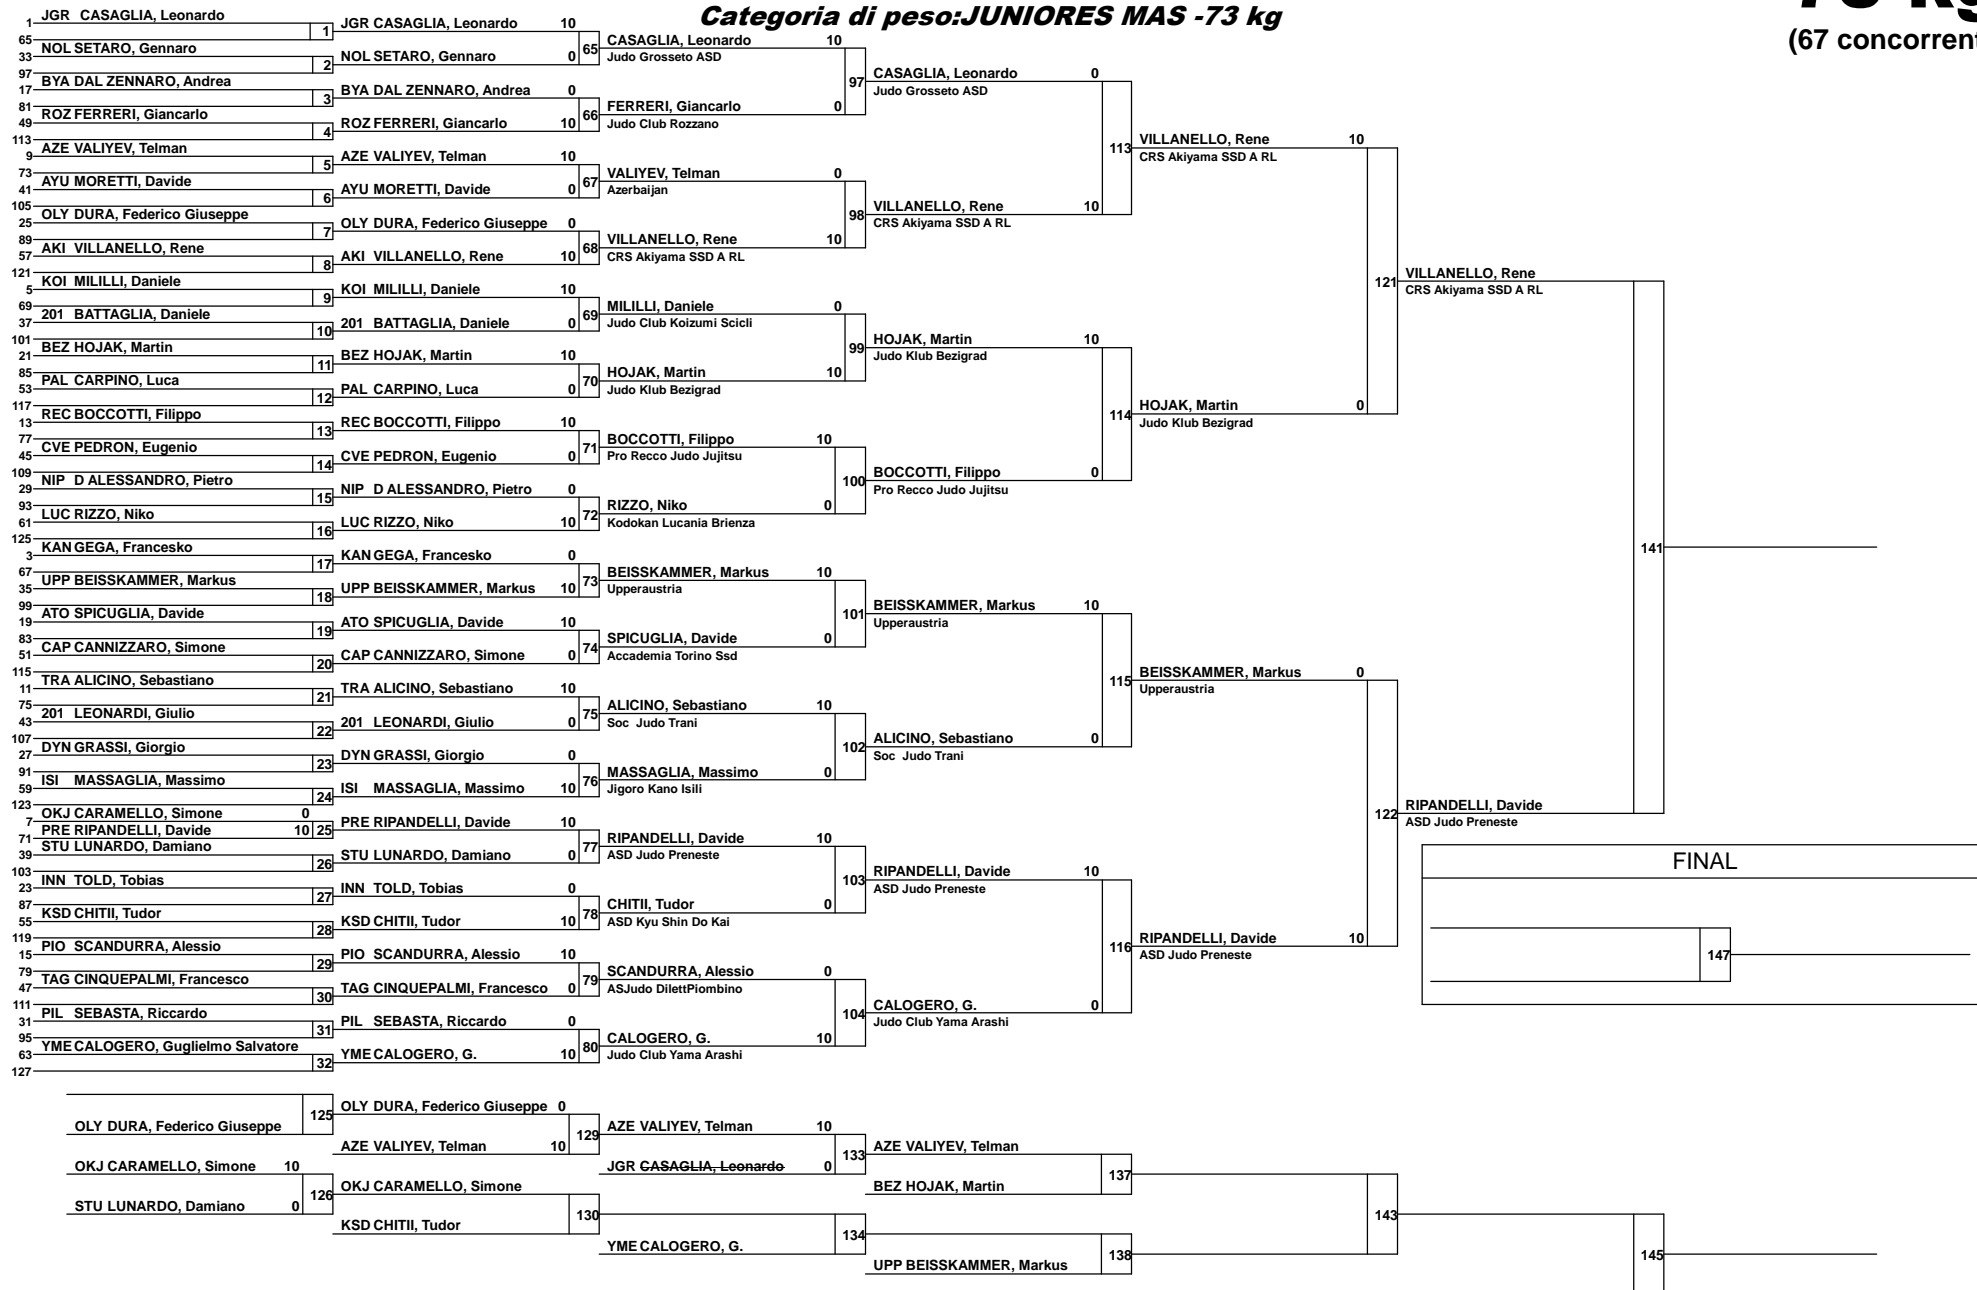 Categoria di peso:JUNIORES MAS -73 kg
(67 concorrent
1 JGR CASAGLIA, Leonardo
65
1
33 NOL SETARO, Gennaro
97
2
17 BYA DAL ZENNARO, Andrea
81
3
49 ROZ FERRERI, Giancarlo
113
4
9 AZE VALIYEV, Telman
73
5
41 AYU MORETTI, Davide
105
6
25 OLY DURA, Federico Giuseppe
89
7
57 AKI VILLANELLO, Rene
121
8
5 KOI MILILLI, Daniele
69
9
37 201 BATTAGLIA, Daniele
101
10
21 BEZ HOJAK, Martin
85
11
53 PAL CARPINO, Luca
117
12
13 REC BOCCOTTI, Filippo
77
13
45 CVE PEDRON, Eugenio
109
14
29 NIP D ALESSANDRO, Pietro
93
15
61 LUC RIZZO, Niko
125
16
3 KAN GEGA, Francesko
67
17
35 UPP BEISSKAMMER, Markus
99
18
19 ATO SPICUGLIA, Davide
83
19
51 CAP CANNIZZARO, Simone
115
20
11 TRA ALICINO, Sebastiano
75
21
43 201 LEONARDI, Giulio
107
22
27 DYN GRASSI, Giorgio
91
23
59 ISI MASSAGLIA, Massimo
123
24
7 OKJ CARAMELLO, Simone 0
71 PRE RIPANDELLI, Davide 10
25
39 STU LUNARDO, Damiano
103
26
23 INN TOLD, Tobias
87
27
55 KSD CHITII, Tudor
119
28
15 PIO SCANDURRA, Alessio
79
29
47 TAG CINQUEPALMI, Francesco
111
30
31 PIL SEBASTA, Riccardo
95
31
63 YME CALOGERO, Guglielmo Salvatore
127
32
JGR CASAGLIA, Leonardo 10
NOL SETARO, Gennaro 0
65
BYA DAL ZENNARO, Andrea 0
ROZ FERRERI, Giancarlo 10
66
AZE VALIYEV, Telman 10
AYU MORETTI, Davide 0
67
OLY DURA, Federico Giuseppe 0
AKI VILLANELLO, Rene 10
68
KOI MILILLI, Daniele 10
201 BATTAGLIA, Daniele 0
69
BEZ HOJAK, Martin 10
PAL CARPINO, Luca 0
70
REC BOCCOTTI, Filippo 10
CVE PEDRON, Eugenio 0
71
NIP D ALESSANDRO, Pietro 0
LUC RIZZO, Niko 10
72
KAN GEGA, Francesko 0
UPP BEISSKAMMER, Markus 10
73
ATO SPICUGLIA, Davide 10
CAP CANNIZZARO, Simone 0
74
TRA ALICINO, Sebastiano 10
201 LEONARDI, Giulio 0
75
DYN GRASSI, Giorgio 0
ISI MASSAGLIA, Massimo 10
76
PRE RIPANDELLI, Davide 10
STU LUNARDO, Damiano 0
77
INN TOLD, Tobias 0
KSD CHITII, Tudor 10
78
PIO SCANDURRA, Alessio 10
TAG CINQUEPALMI, Francesco 0
79
PIL SEBASTA, Riccardo 0
YME CALOGERO, G. 10
80
CASAGLIA, Leonardo 10
Judo Grosseto ASD
97
FERRERI, Giancarlo 0
Judo Club Rozzano
VALIYEV, Telman 0
Azerbaijan
98
VILLANELLO, Rene 10
CRS Akiyama SSD A RL
MILILLI, Daniele 0
Judo Club Koizumi Scicli
99
HOJAK, Martin 10
Judo Klub Bezigrad
BOCCOTTI, Filippo 10
Pro Recco Judo Jujitsu
100
RIZZO, Niko 0
Kodokan Lucania Brienza
BEISSKAMMER, Markus 10
Upperaustria
101
SPICUGLIA, Davide 0
Accademia Torino Ssd
ALICINO, Sebastiano 10
Soc Judo Trani
102
MASSAGLIA, Massimo 0
Jigoro Kano Isili
RIPANDELLI, Davide 10
ASD Judo Preneste
103
CHITII, Tudor 0
ASD Kyu Shin Do Kai
SCANDURRA, Alessio 0
ASJudo DilettPiombino
104
CALOGERO, G. 10
Judo Club Yama Arashi
CASAGLIA, Leonardo 0
Judo Grosseto ASD
113
VILLANELLO, Rene 10
CRS Akiyama SSD A RL
HOJAK, Martin 10
Judo Klub Bezigrad
114
BOCCOTTI, Filippo 0
Pro Recco Judo Jujitsu
BEISSKAMMER, Markus 10
Upperaustria
115
ALICINO, Sebastiano 0
Soc Judo Trani
RIPANDELLI, Davide 10
ASD Judo Preneste
116
CALOGERO, G. 0
Judo Club Yama Arashi
VILLANELLO, Rene 10
CRS Akiyama SSD A RL
121
HOJAK, Martin 0
Judo Klub Bezigrad
BEISSKAMMER, Markus 0
Upperaustria
122
RIPANDELLI, Davide 10
ASD Judo Preneste
VILLANELLO, Rene
CRS Akiyama SSD A RL
141
RIPANDELLI, Davide
ASD Judo Preneste
FINAL
147
125
OLY DURA, Federico Giuseppe
OKJ CARAMELLO, Simone 10
126
STU LUNARDO, Damiano 0
OLY DURA, Federico Giuseppe 0
129
AZE VALIYEV, Telman 10
OKJ CARAMELLO, Simone
130
KSD CHITII, Tudor
AZE VALIYEV, Telman 10
133
JGR CASAGLIA, Leonardo 0
134
YME CALOGERO, G.
AZE VALIYEV, Telman
137
BEZ HOJAK, Martin
138
UPP BEISSKAMMER, Markus
143
145